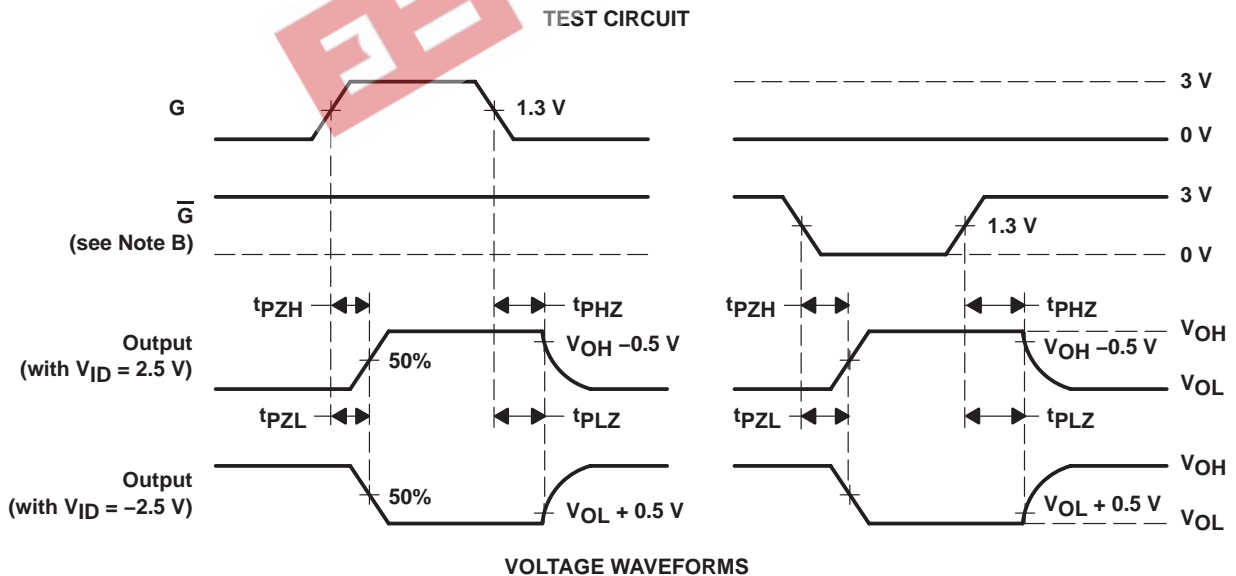 TEST CIRCUIT
G
1.3 V
3 V
0 V
G
(see Note B)
1.3 V
3 V
0 V
tPZH
tPHZ
tPZH
tPHZ
Output
(with VID = 2.5 V)
50%
VOH –0.5 V
VOH –0.5 V
VOH
VOL
tPZL
tPLZ
tPZL
tPLZ
Output
(with VID = –2.5 V)
50%
VOL + 0.5 V
VOL + 0.5 V
VOH
VOL
VOLTAGE WAVEFORMS